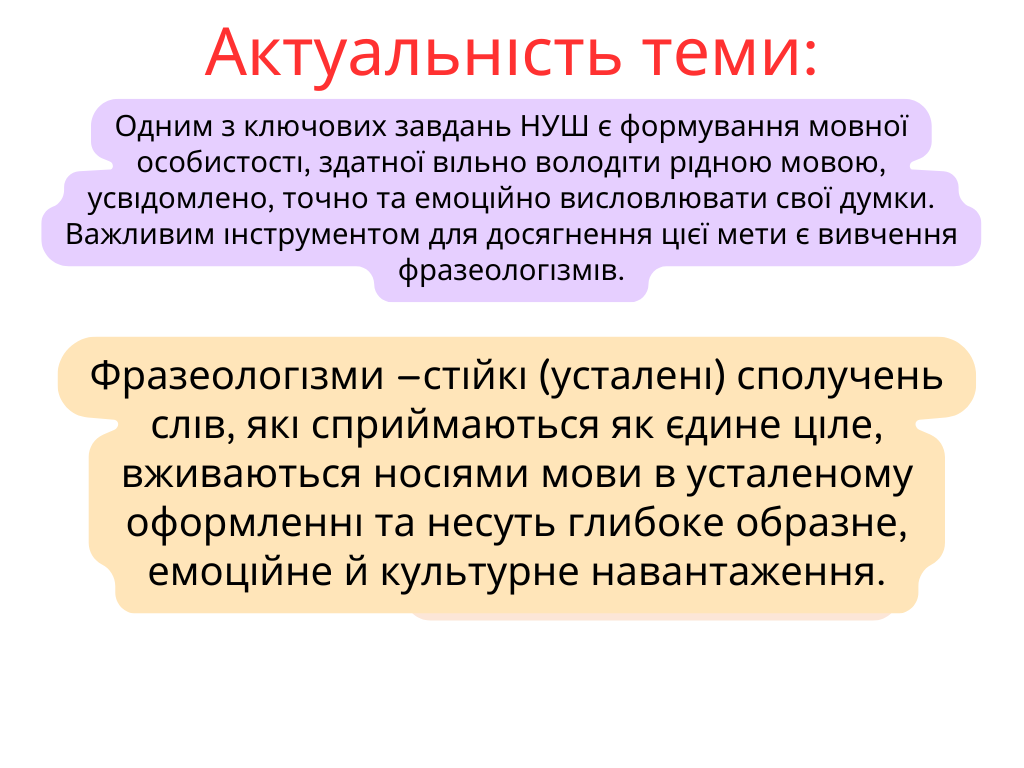 Актуальність теми:
Одним з ключових завдань НУШ є формування мовної
особистості, здатної вільно володіти рідною мовою,
усвідомлено, точно та емоційно висловлювати свої думки.
Важливим інструментом для досягнення цієї мети є вивчення
фразеологізмів.
Фразеологізми –стійкі (усталені) сполучень
слів, які сприймаються як єдине ціле,
вживаються носіями мови в усталеному
оформленні та несуть глибоке образне,
емоційне й культурне навантаження.